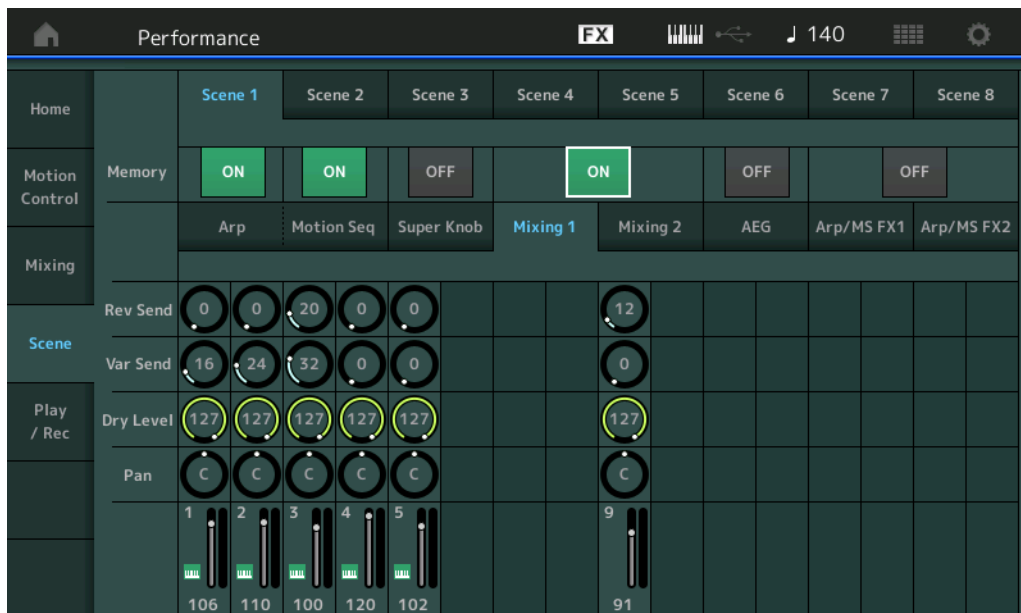 Performance FX ♩ 140
Scene 1 Scene 2 Scene 3 Scene 4 Scene 5 Scene 6 Scene 7 Scene 8
Home
Motion
Control
Memory ON ON OFF ON OFF OFF
Arp Motion Seq Super Knob Mixing 1 Mixing 2 AEG Arp/MS FX1 Arp/MS FX2
Mixing
Rev Send 0 0 20 0 0 12
Scene
Var Send 16 24 32 0 0 0
Play
/ Rec
Dry Level 127 127 127 127 127 127
Pan C C C C C C
1 2 3 4 5 9
106 110 100 120 102 91